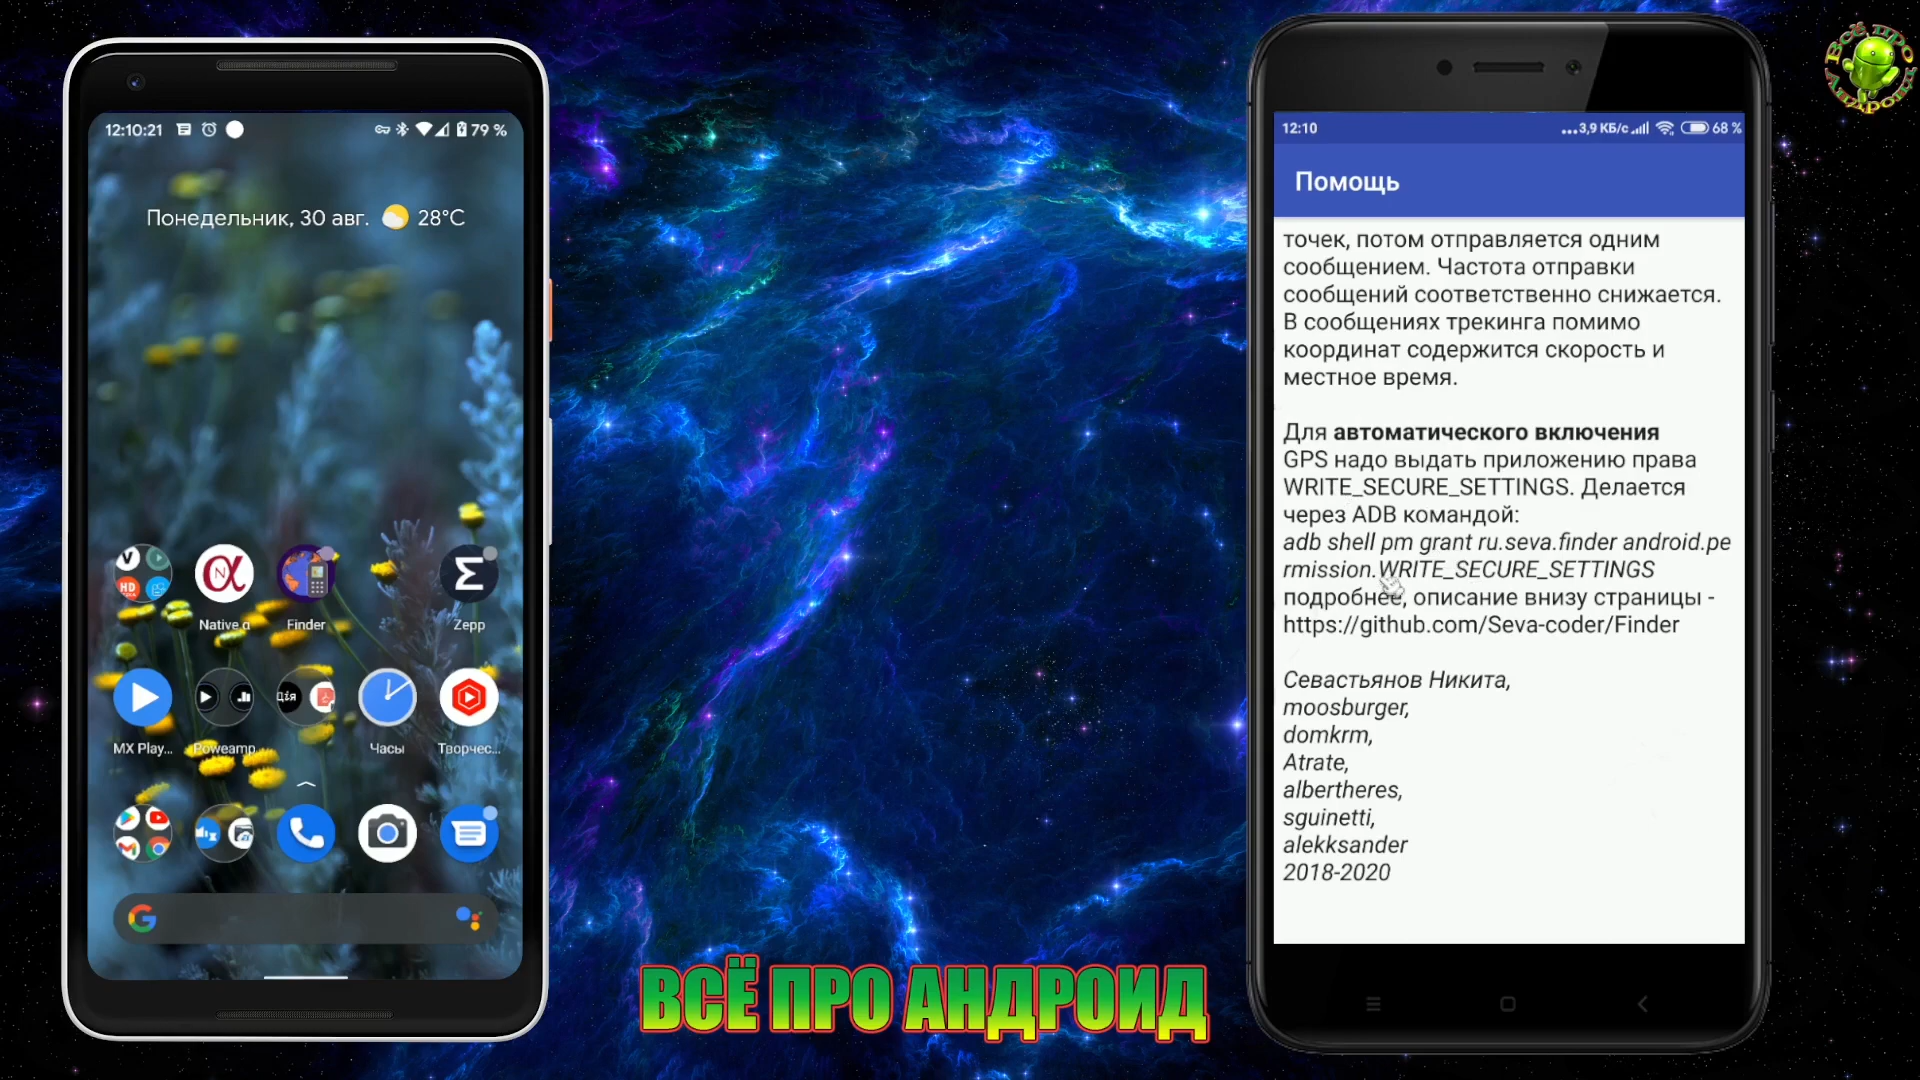 12:10:21
79 %
Понедельник, 30 авг.
28°C
Native α
Finder
Zepp
MX Play...
Poweramp
Часы
Творчес...
ВСЁ ПРО АНДРОИД
Всё про
Андроид
12:10
...3,9 КБ/с
68 %
Помощь
точек, потом отправляется одним
сообщением. Частота отправки
сообщений соответственно снижается.
В сообщениях трекинга помимо
координат содержится скорость и
местное время.
Для автоматического включения
GPS надо выдать приложению права
WRITE_SECURE_SETTINGS. Делается
через ADB командой:
adb shell pm grant ru.seva.finder android.pe
rmission.WRITE_SECURE_SETTINGS
подробнее, описание внизу страницы -
https://github.com/Seva-coder/Finder
Севастьянов Никита,
moosburger,
domkrm,
Atrate,
albertheres,
sguinetti,
alekksander
2018-2020